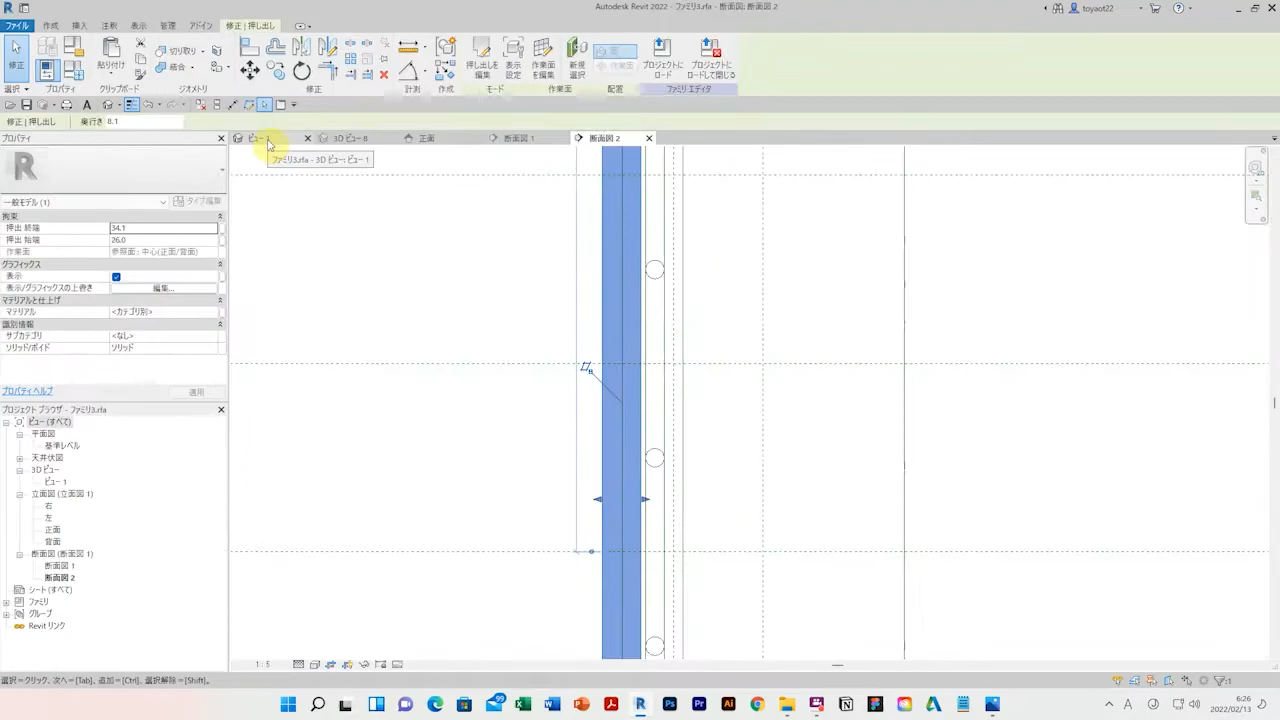 Autodesk Revit 2022 - ファミリ3.rfa - 断面図: 断面図 2
toyaot22
ファイル 作成 挿入 注釈 表示 管理 アドイン 修正 | 押し出し
修正 貼り付け 切り取り 結合 押し出しを編集 表示設定 作業面を編集 新規選択 面 作業面 プロジェクトにロード プロジェクトにロードして閉じる
選択 プロパティ クリップボード ジオメトリ 修正 計測 作成 モード 作業面 配置 ファミリ エディタ
修正 | 押し出し 奥行き 8.1
プロパティ
ビュー 1 3D ビュー 8 正面 断面図 1 断面図 2
ファミリ3.rfa - 3D ビュー: ビュー 1
一般モデル (1) タイプ編集
拘束
押出 終端 34.1
押出 始端 26.0
作業面 参照面 : 中心(正面/背面)
グラフィックス
表示
表示/グラフィックスの上書き 編集...
マテリアルと仕上げ
マテリアル <カテゴリ別>
識別情報
サブカテゴリ <なし>
ソリッド/ボイド ソリッド
プロパティ ヘルプ 適用
プロジェクト ブラウザ - ファミリ3.rfa
ビュー (すべて)
平面図
基準レベル
天井伏図
3D ビュー
ビュー 1
立面図 (立面図 1)
右
左
正面
背面
断面図 (断面図 1)
断面図 1
断面図 2
シート (すべて)
ファミリ
グループ
Revit リンク
1 : 5
選択=クリック、次へ=[Tab]、追加=[Ctrl]、選択解除=[Shift]。
:1
99
A
6:26
2022/02/13